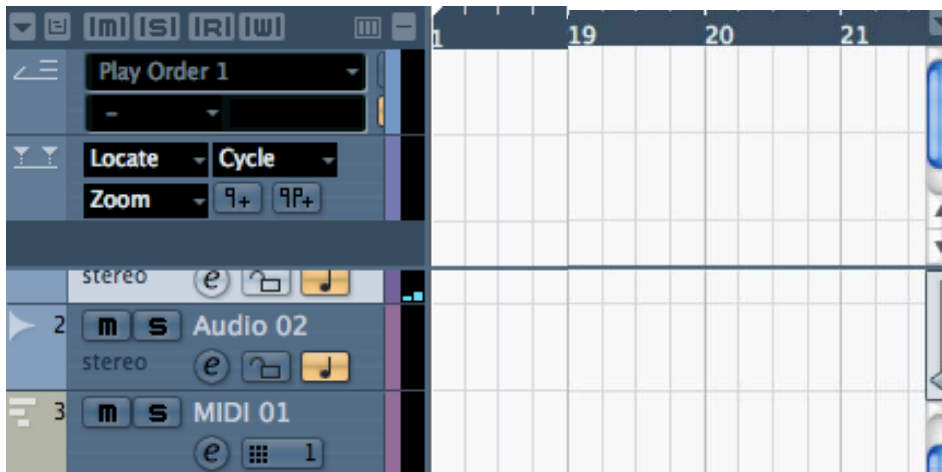 m S R W
1 19 20 21
Play Order 1
–
Locate Cycle
Zoom
stereo e
2 m s Audio 02
stereo e
3 m s MIDI 01
e 1